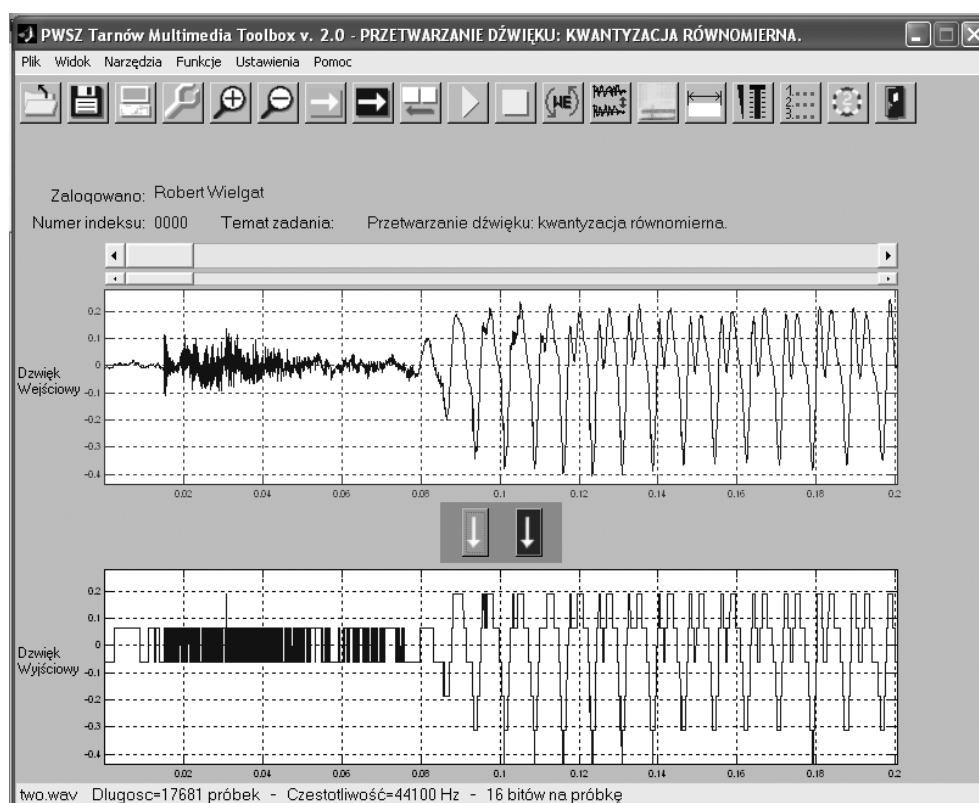 PWSZ Tarnów Multimedia Toolbox v. 2.0 - PRZETWARZANIE DŹWIĘKU: KWANTYZACJA RÓWNOMIERNA.
Plik Widok Narzędzia Funkcje Ustawienia Pomoc
WE
1....
2....
3....
Zalogowano: Robert Wielgat
Numer indeksu: 0000 Temat zadania: Przetwarzanie dźwięku: kwantyzacja równomierna.
0.2
0.1
0
-0.1
-0.2
-0.3
-0.4
Dzwięk
Wejściowy
0.02 0.04 0.06 0.08 0.1 0.12 0.14 0.16 0.18 0.2
0.2
0.1
0
-0.1
-0.2
-0.3
-0.4
Dzwięk
Wyjściowy
0.02 0.04 0.06 0.08 0.1 0.12 0.14 0.16 0.18 0.2
two.wav Dlugosc=17681 próbek - Czestotliwość=44100 Hz - 16 bitów na próbkę